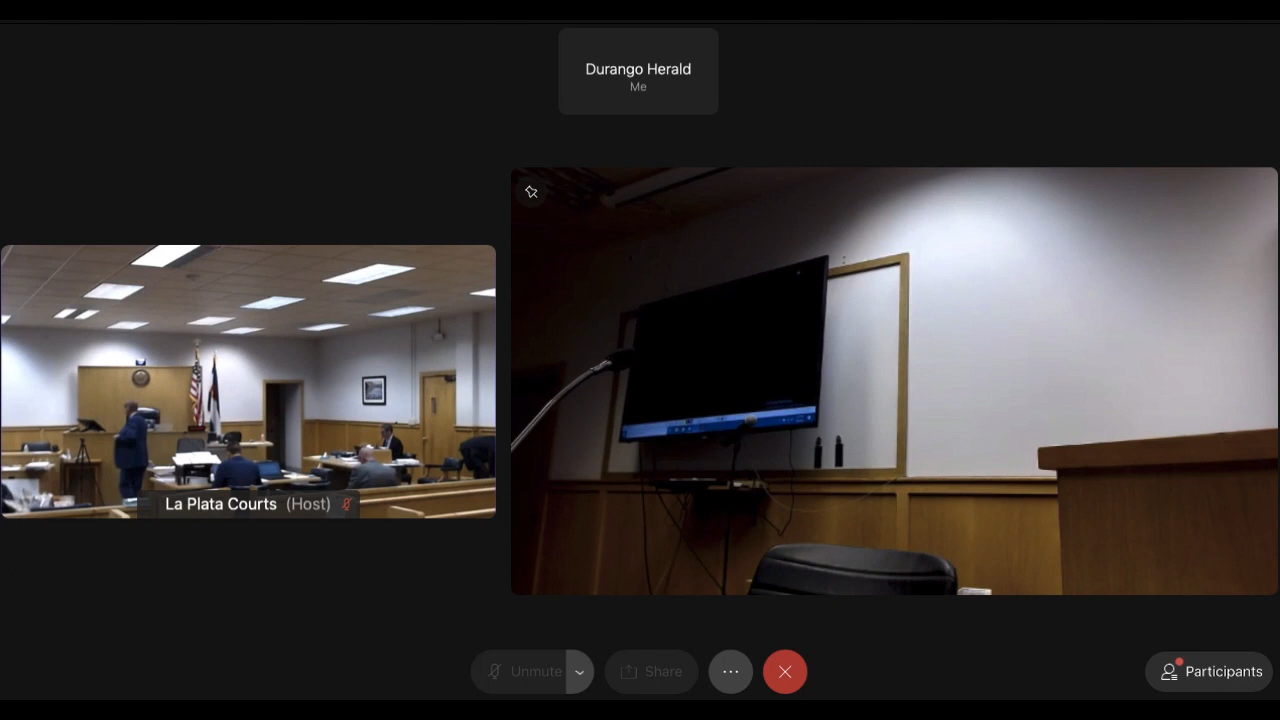 Durango Herald
Me
La Plata Courts (Host)
Unmute
Share
Participants